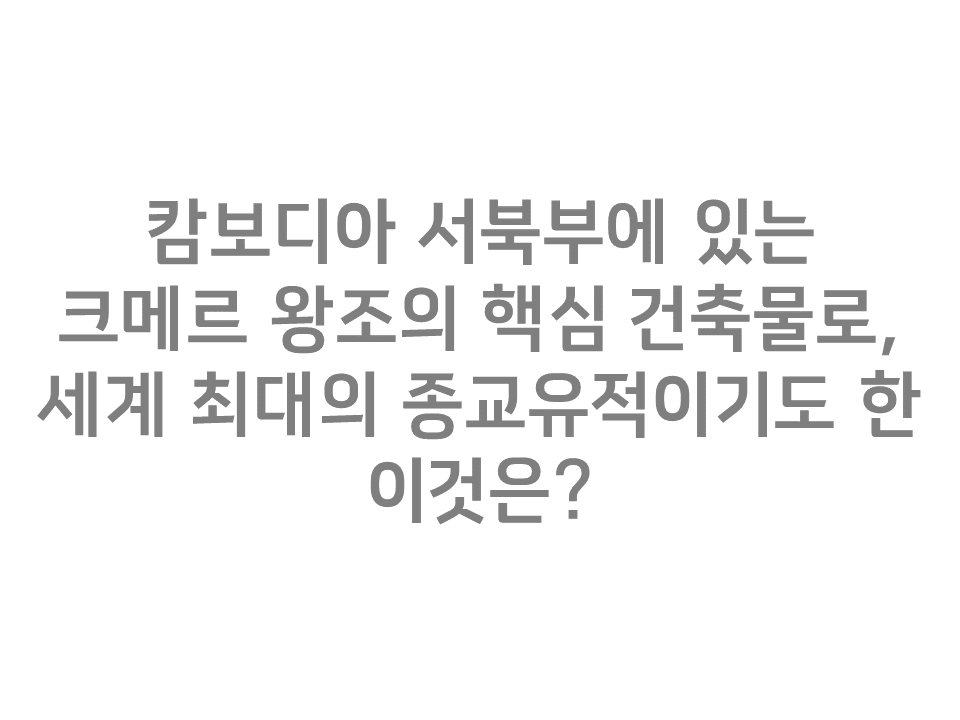 캄보디아 서북부에 있는
크메르 왕조의 핵심 건축물로,
세계 최대의 종교유적이기도 한
이것은?